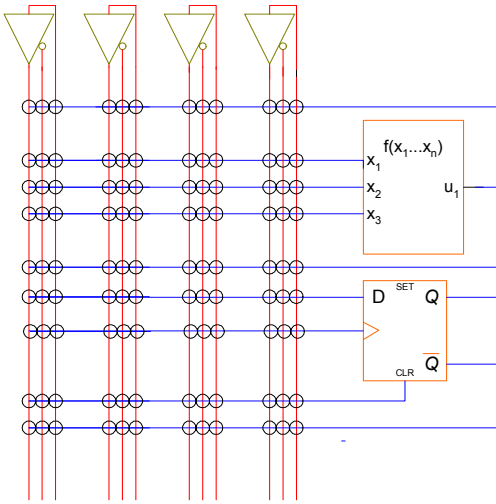 f(x₁...xₙ)
x₁
x₂ u₁
x₃
D SET Q
Q̅
CLR